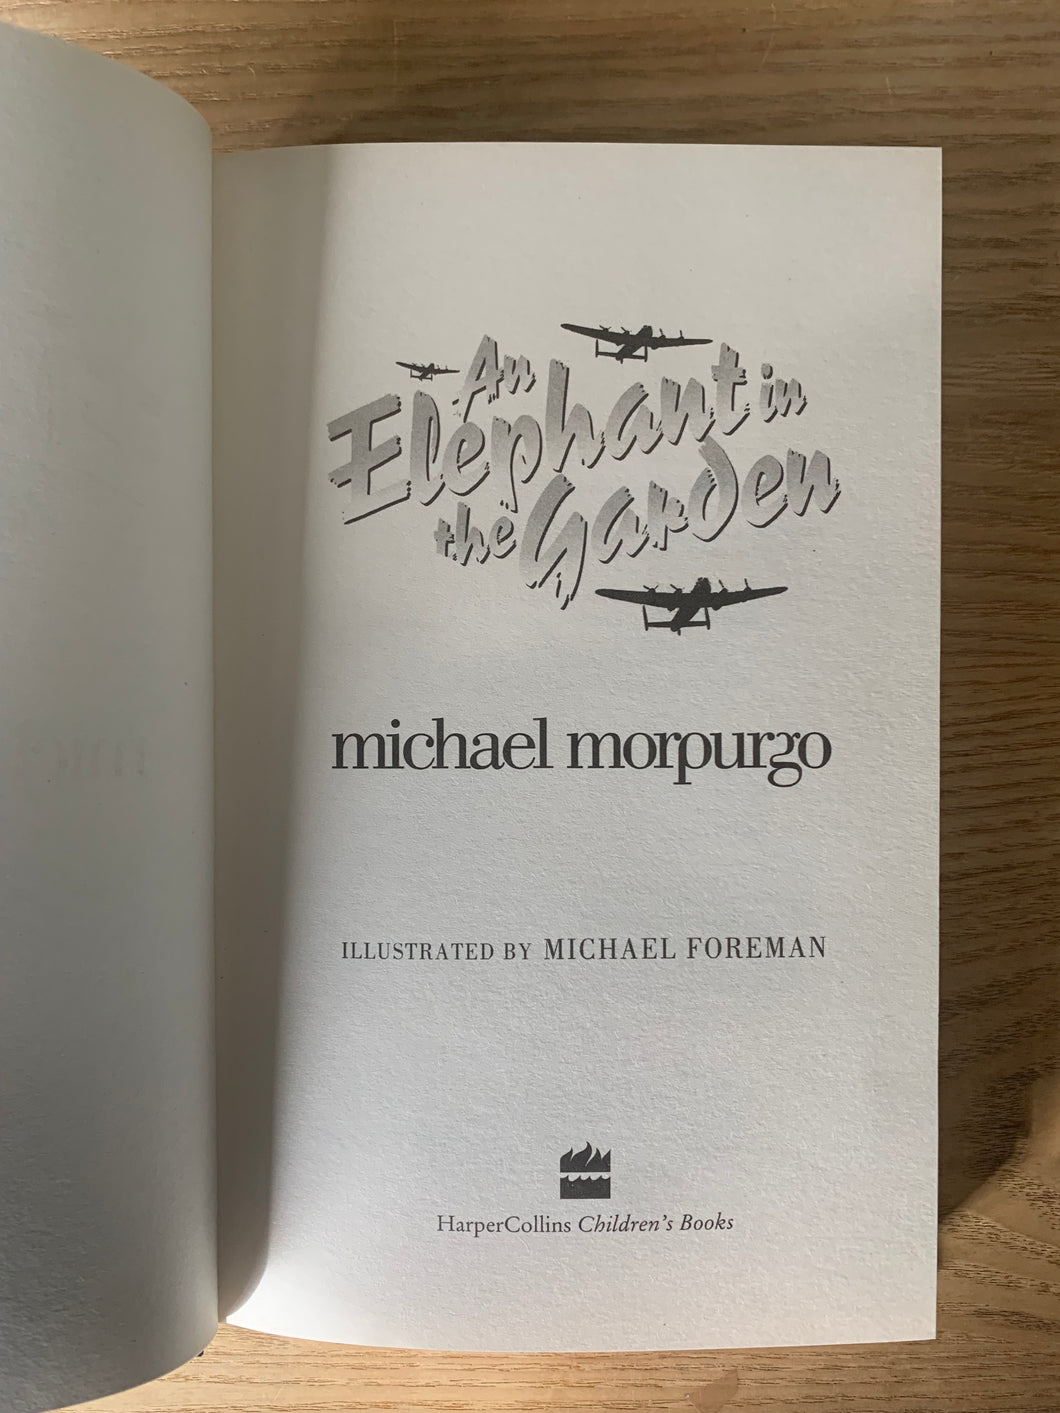 An
Elephant in
the Garden
michael morpurgo
ILLUSTRATED BY MICHAEL FOREMAN
HarperCollins Children's Books